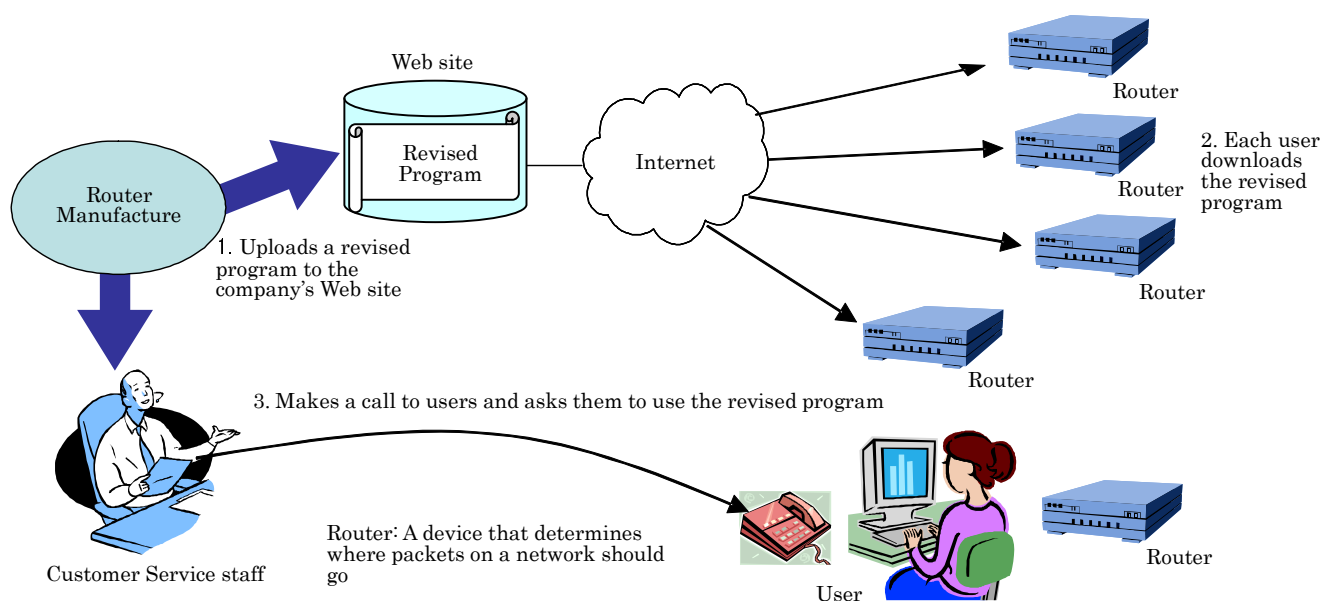 Web site
Revised
Program
Internet
Router
Router
Router
Router
2. Each user
downloads
the revised
program
Router
Manufacture
1. Uploads a revised
program to the
company's Web site
3. Makes a call to users and asks them to use the revised program
Router: A device that determines
where packets on a network should
go
Customer Service staff
User
Router